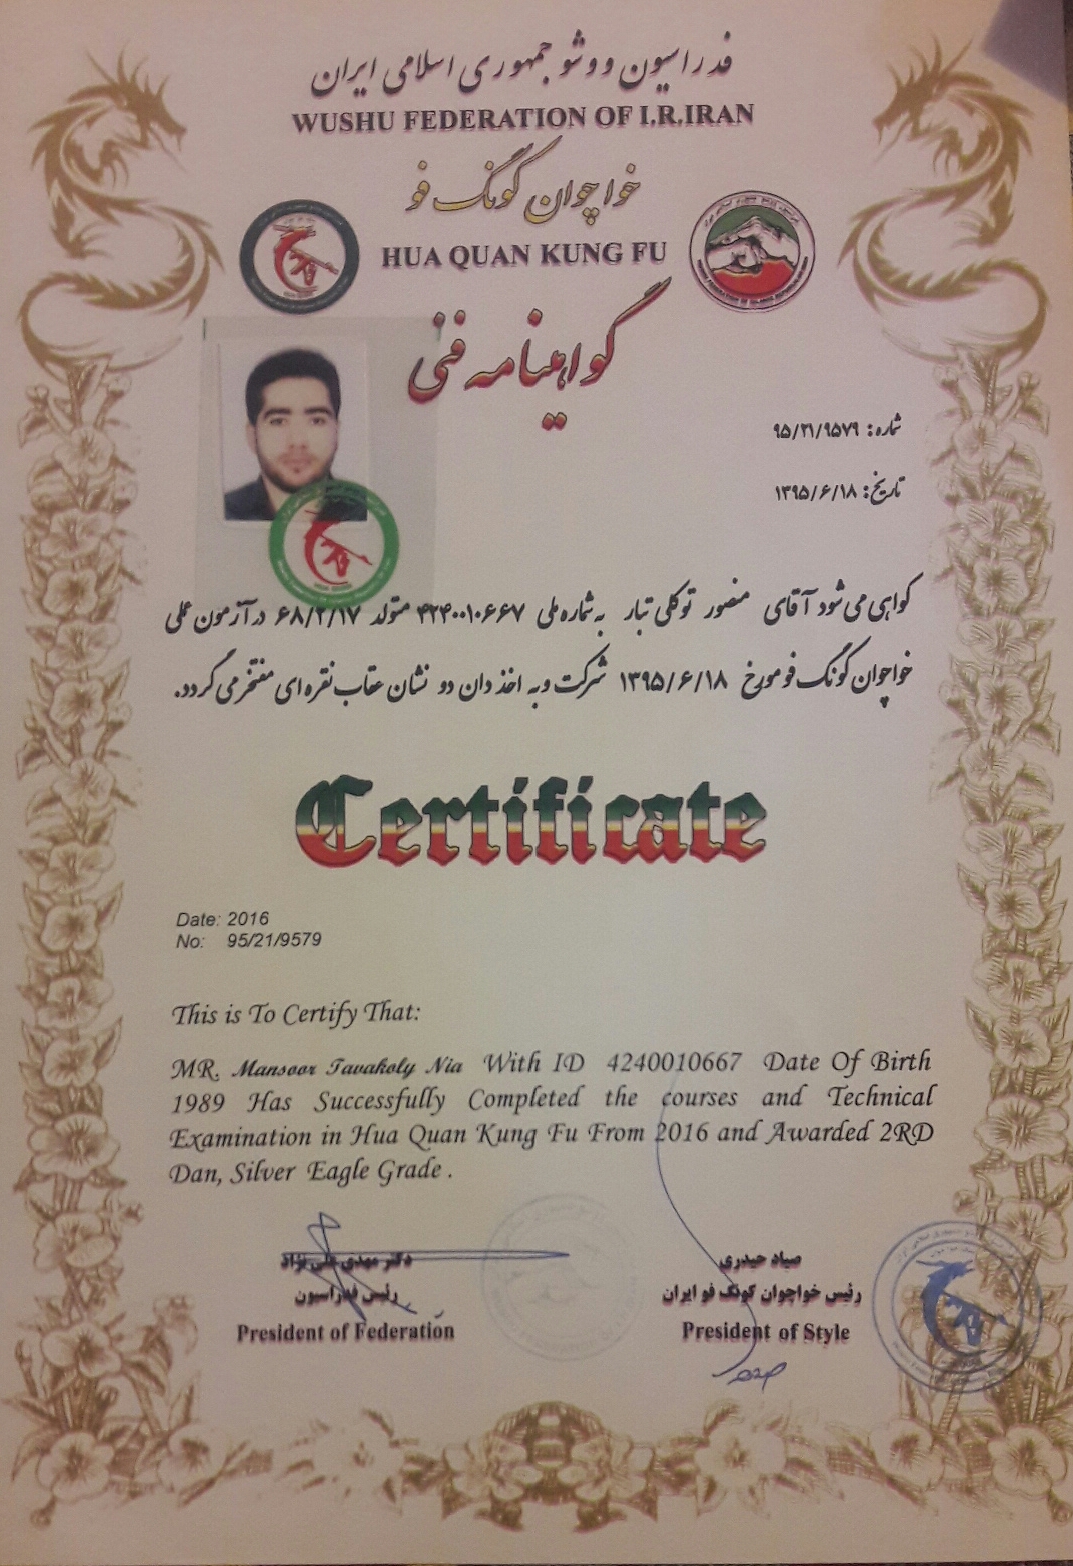 فدراسیون ووشو جمهوری اسلامی ایران
WUSHU FEDERATION OF I.R.IRAN
خواچوان کونگ فو
HUA QUAN KUNG FU
گواهینامه فنی
شماره: ۹۵/۲۱/۹۵۷۹
تاریخ: ۱۳۹۵/۶/۱۸
گواهی می شود آقای منصور توکلی تبار به شماره ملی ۴۲۴۰۰۱۰۶۶۷ متولد ۶۸/۲/۱۷ در آزمون عملی
خواچوان کونگ فو مورخ ۱۳۹۵/۶/۱۸ شرکت و به اخذ دان دو نشان عقاب نقره ای مفتخر می گردد.
Certificate
Date: 2016
No: 95/21/9579
This is To Certify That:
MR. Mansoor Tavakoly Nia With ID 4240010667 Date Of Birth
1989 Has Successfully Completed the courses and Technical
Examination in Hua Quan Kung Fu From 2016 and Awarded 2RD
Dan, Silver Eagle Grade .
دکتر مهدی علی نژاد
رئیس فدراسیون
President of Federation
صیاد حیدری
رئیس خواچوان کونگ فو ایران
President of Style